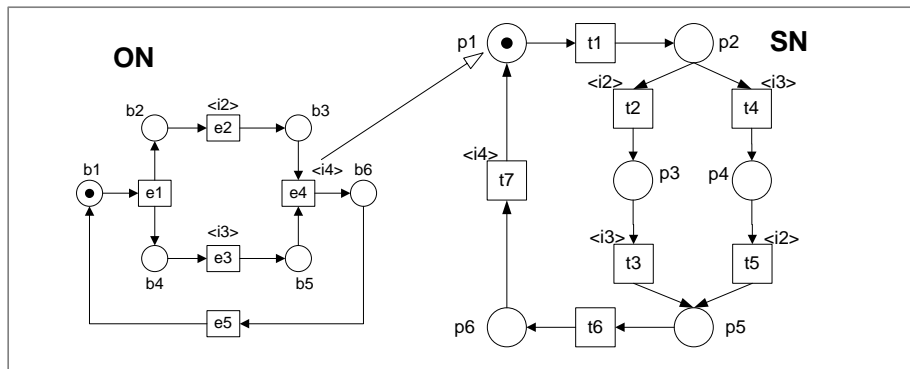 ON
b2
<i2>
e2
b3
b1
e1
e4
<i4>
b6
<i3>
b4
e3
b5
e5
SN
p1
t1
p2
<i2>
t2
<i3>
t4
<i4>
t7
p3
p4
<i3>
t3
<i2>
t5
p6
t6
p5